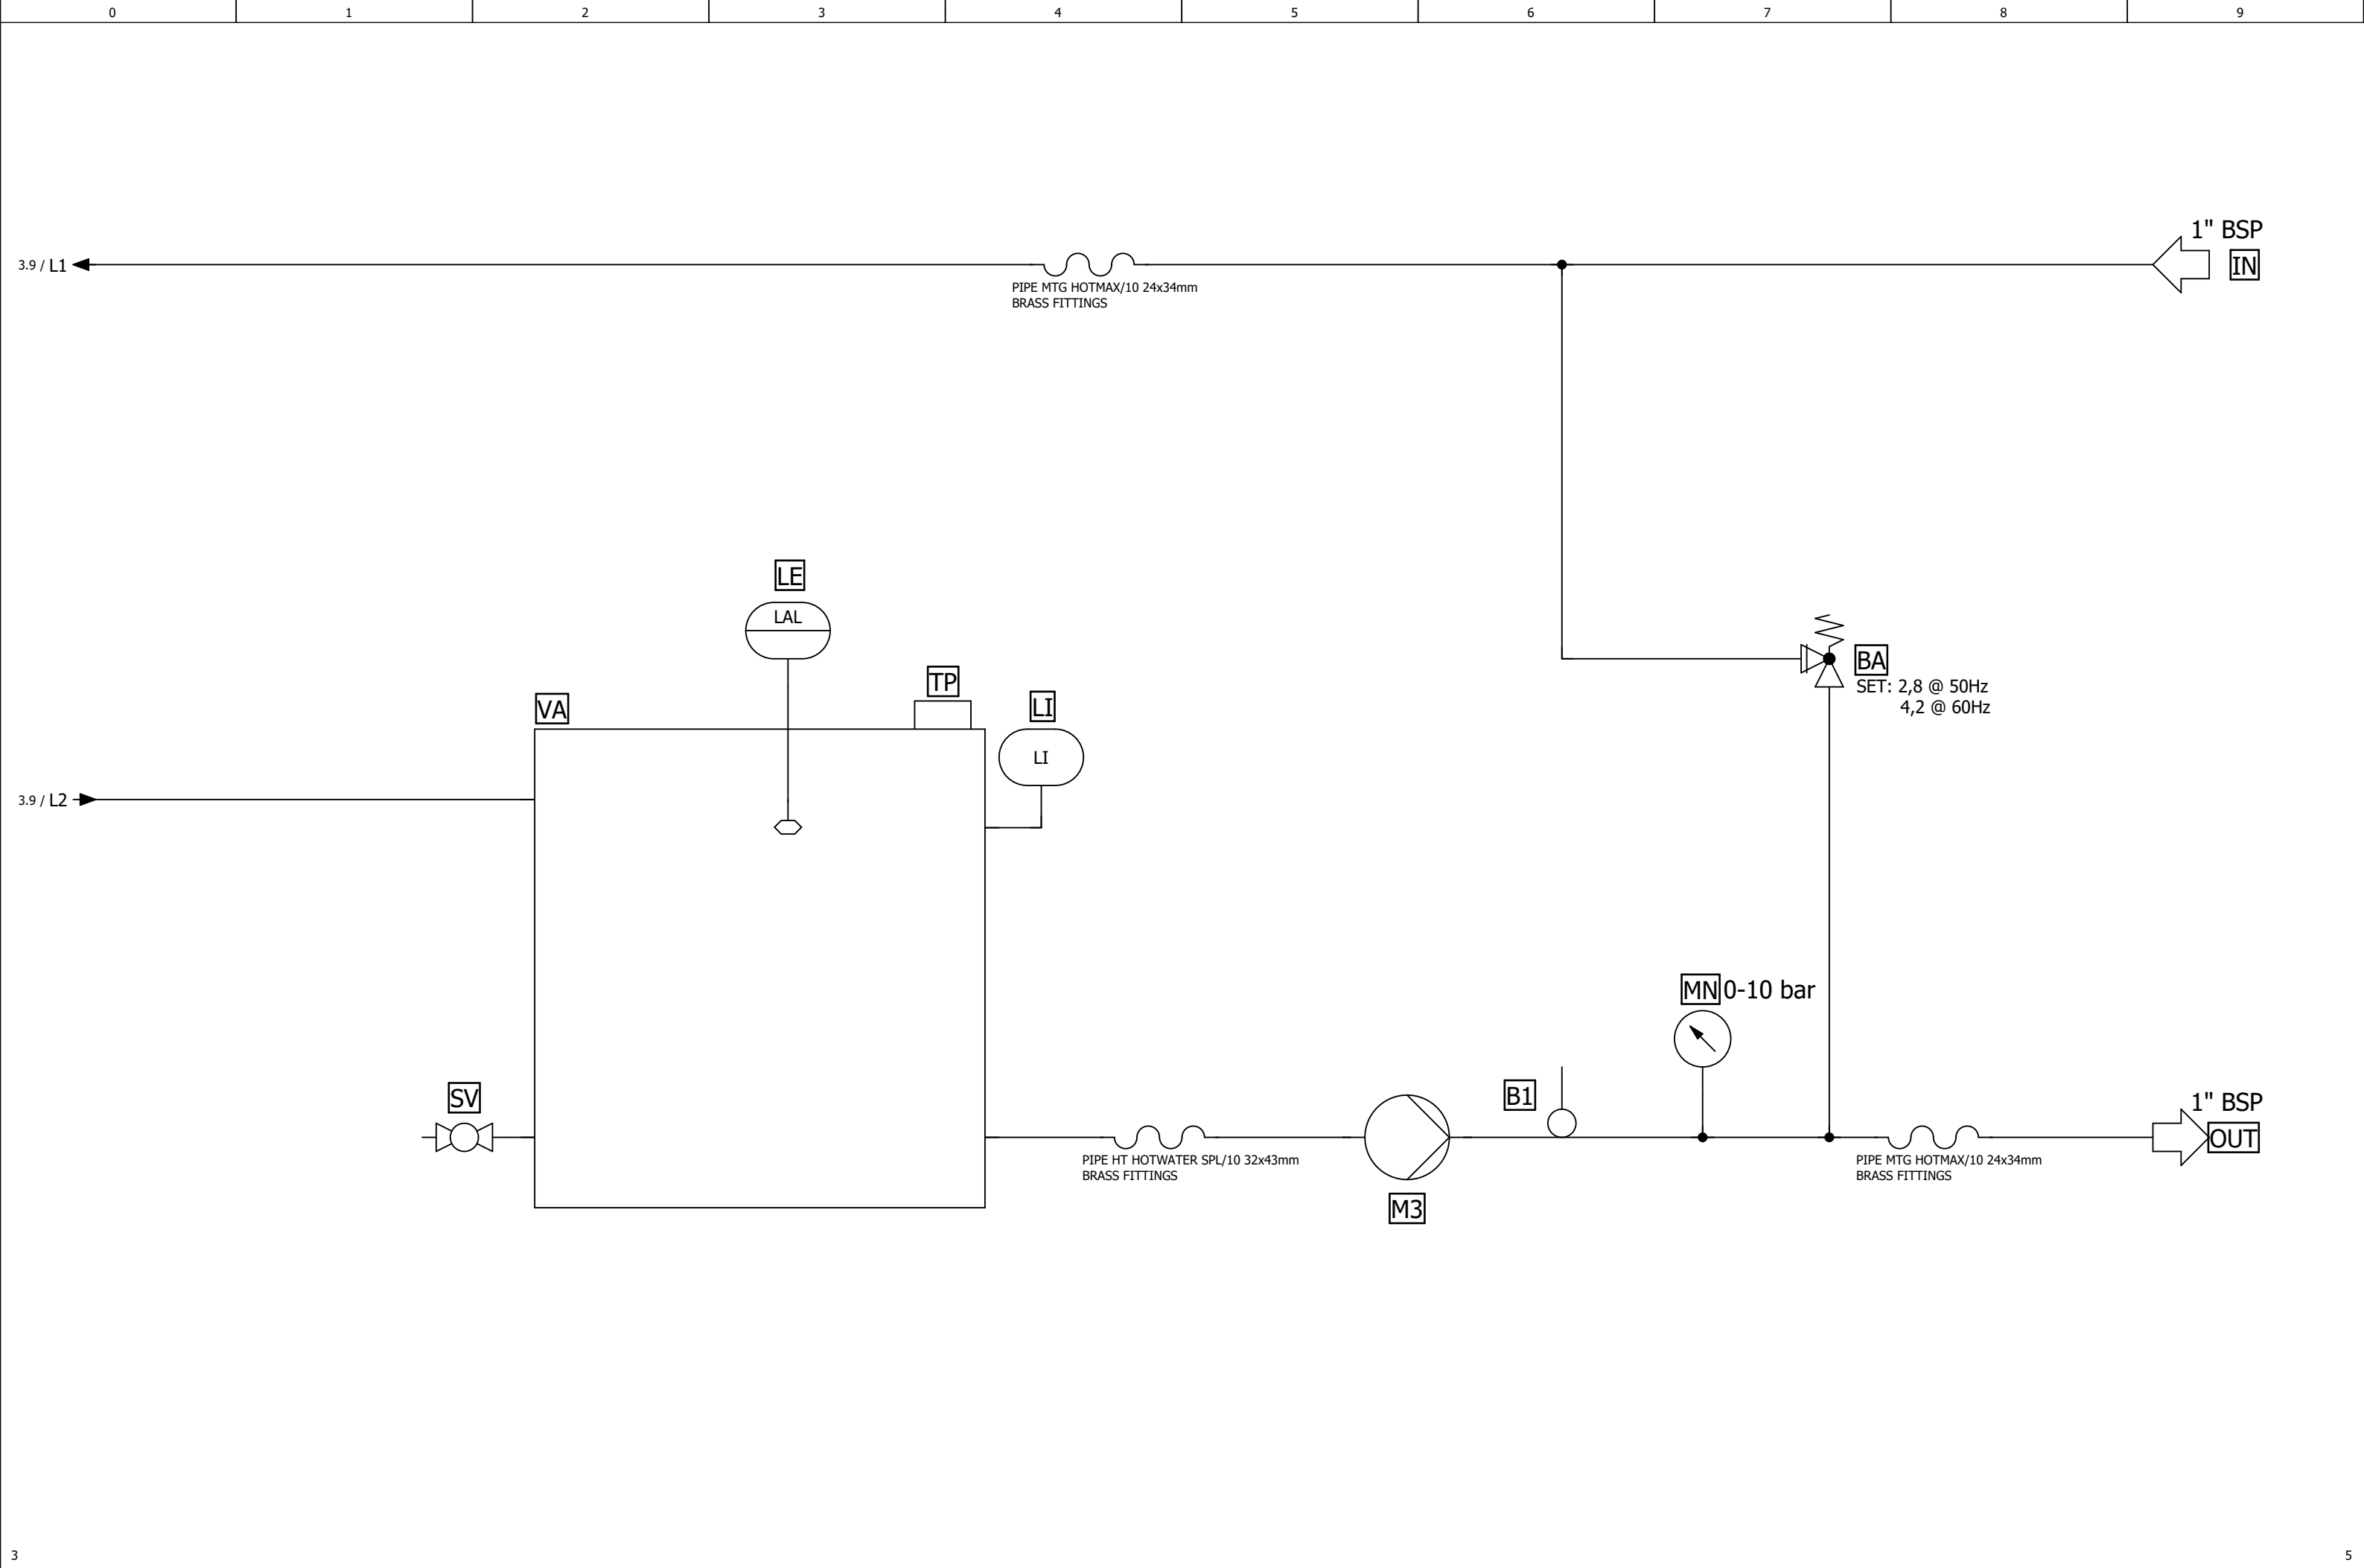 0 1 2 3 4 5 6 7 8 9
1" BSP
3.9 / L1
IN
PIPE MTG HOTMAX/10 24x34mm
BRASS FITTINGS
LE
LAL
BA
SET: 2,8 @ 50Hz
4,2 @ 60Hz
TP
VA
LI
LI
3.9 / L2
MN 0-10 bar
SV
B1
1" BSP
OUT
PIPE HT HOTWATER SPL/10 32x43mm
BRASS FITTINGS
PIPE MTG HOTMAX/10 24x34mm
BRASS FITTINGS
M3
3
5